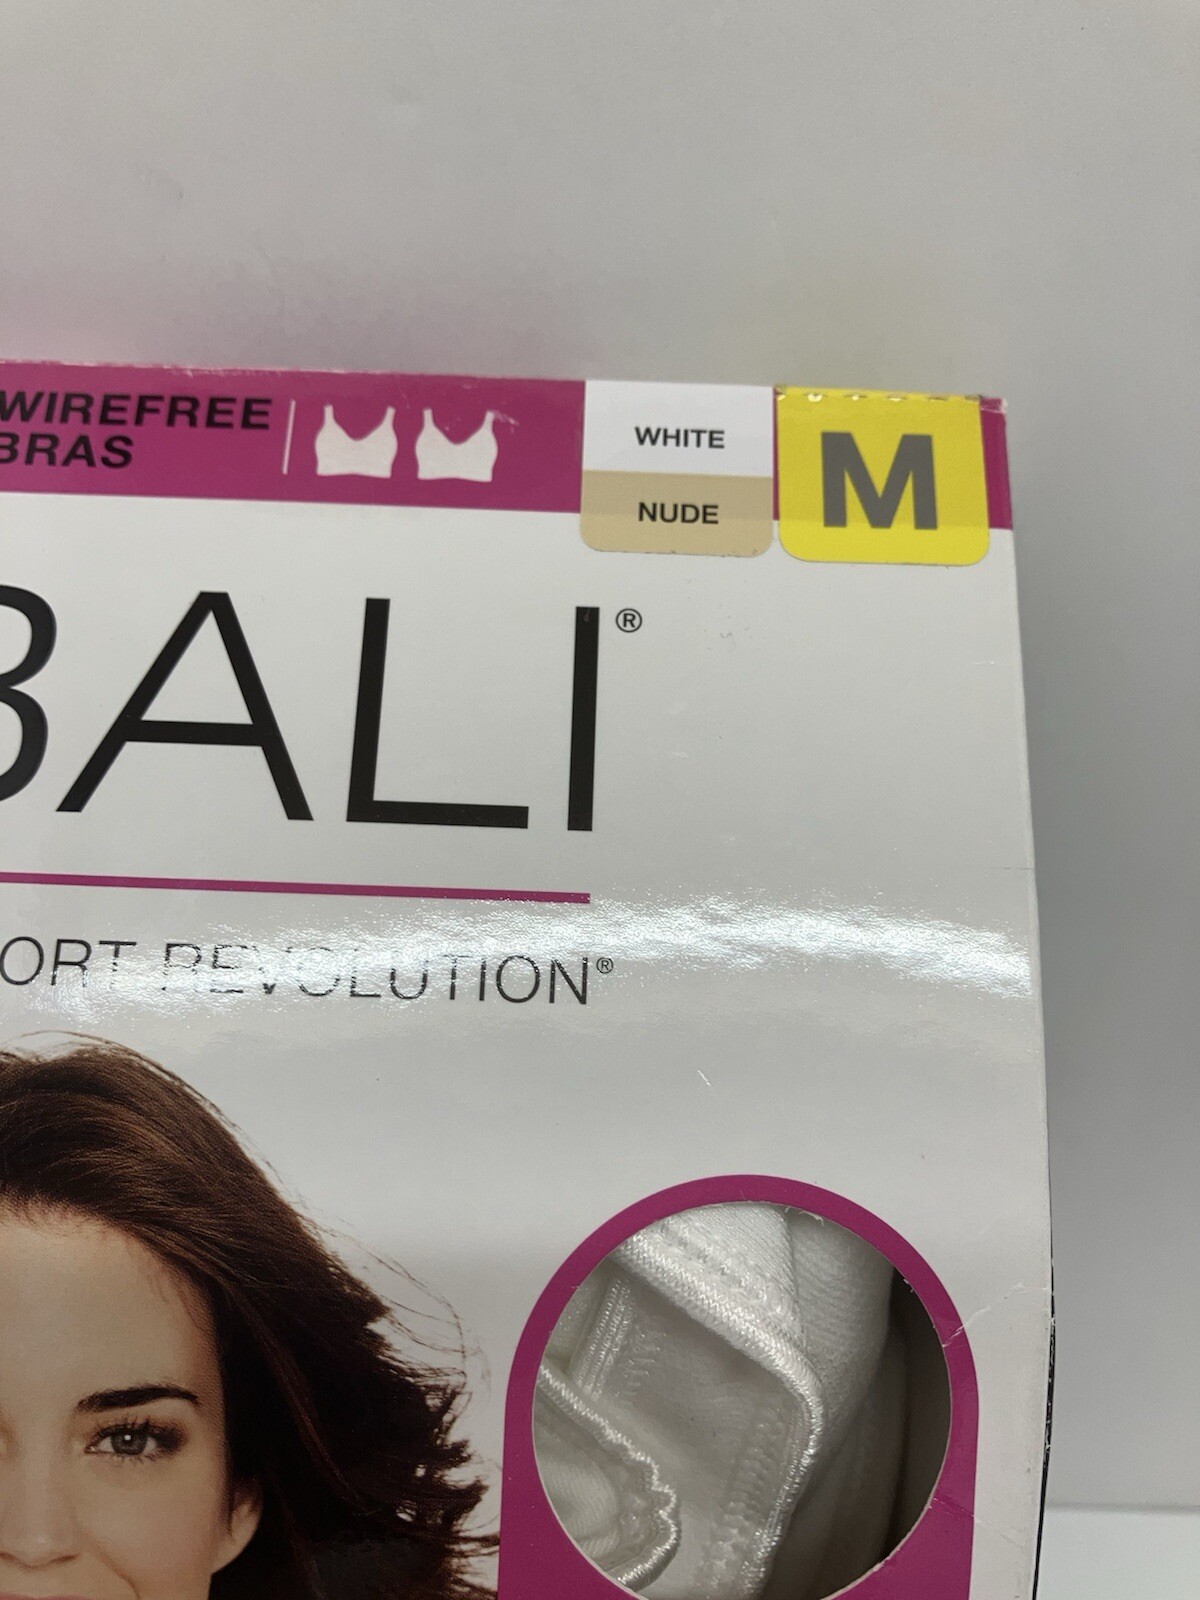 WIREFREE
BRAS
WHITE
NUDE
M
BALI®
ORT REVOLUTION®